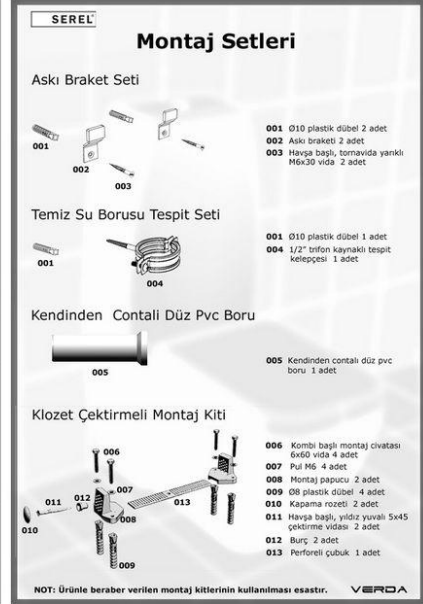 SEREL
Montaj Setleri
Askı Braket Seti
001
002
003
001 Ø10 plastik dübel 2 adet
002 Askı braketi 2 adet
003 Havşa başlı, tornavida yarıklı
M6x30 vida 2 adet
Temiz Su Borusu Tespit Seti
001
004
001 Ø10 plastik dübel 1 adet
004 1/2" trifon kaynaklı tespit
kelepçesi 1 adet
Kendinden Contali Düz Pvc Boru
005
005 Kendinden contalı düz pvc
boru 1 adet
Klozet Çektirmeli Montaj Kiti
006
007
011
012
013
010
008
009
006 Kombi başlı montaj civatası
6x60 vida 4 adet
007 Pul M6 4 adet
008 Montaj papucu 2 adet
009 Ø8 plastik dübel 4 adet
010 Kapama rozeti 2 adet
011 Havşa başlı, yıldız yuvalı 5x45
çektirme vidası 2 adet
012 Burç 2 adet
013 Perforeli çubuk 1 adet
NOT: Ürünle beraber verilen montaj kitlerinin kullanılması esastır.
VERDA